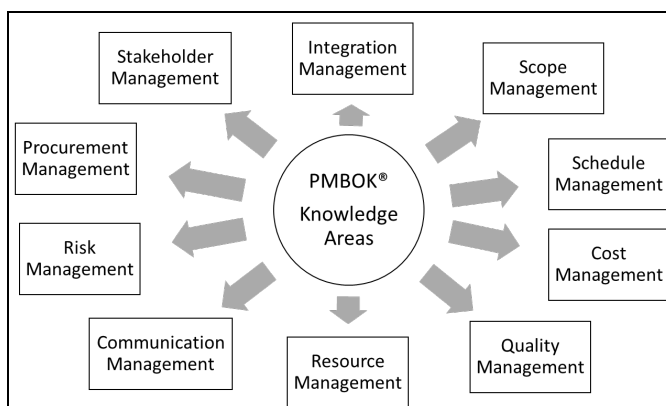 Integration
Management
Scope
Management
Schedule
Management
Cost
Management
Quality
Management
Resource
Management
Communication
Management
Risk
Management
Procurement
Management
Stakeholder
Management
PMBOK®
Knowledge
Areas